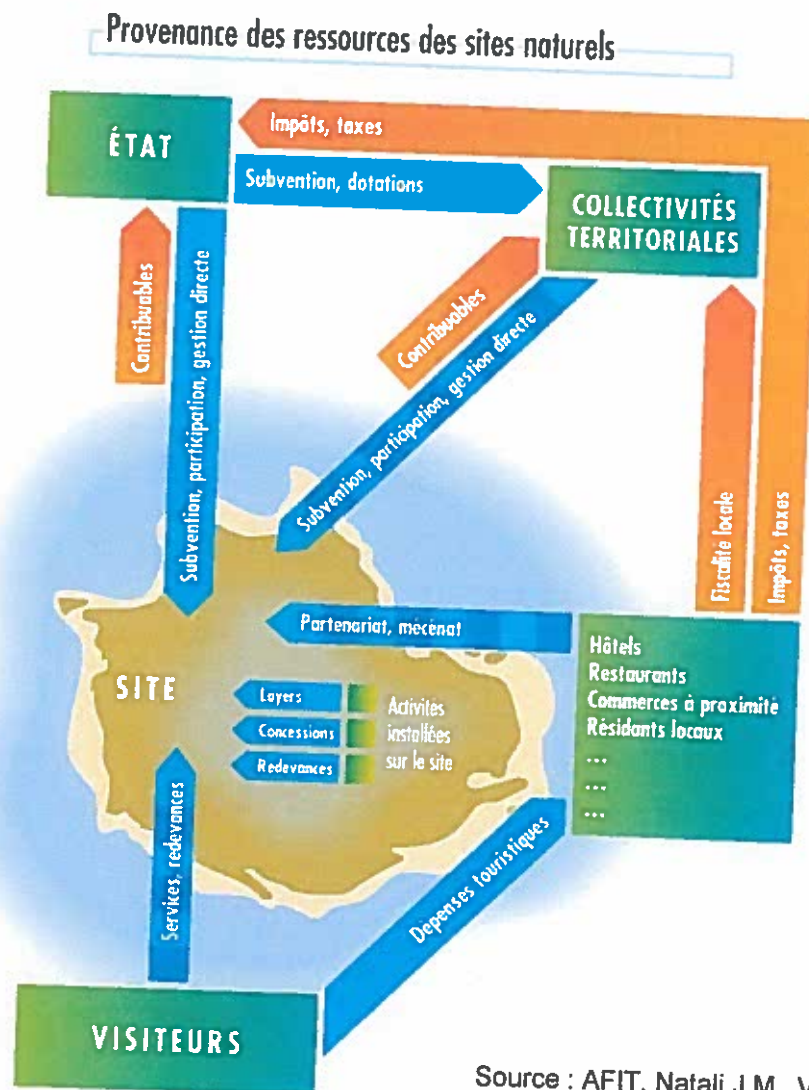 Provenance des ressources des sites naturels
ÉTAT
Impôts, taxes
Subvention, dotations
COLLECTIVITÉS
TERRITORIALES
Contribuables
Subvention, participation, gestion directe
Contribuables
Subvention, participation, gestion directe
Fiscalité locale
Impôts, taxes
Partenariat, mécénat
Hôtels
Restaurants
Commerces à proximité
Résidants locaux
...
...
...
SITE
Loyers
Concessions
Redevances
Activités
installées
sur le site
Services, redevances
Dépenses touristiques
VISITEURS
Source : AFIT, Natali J.M., V